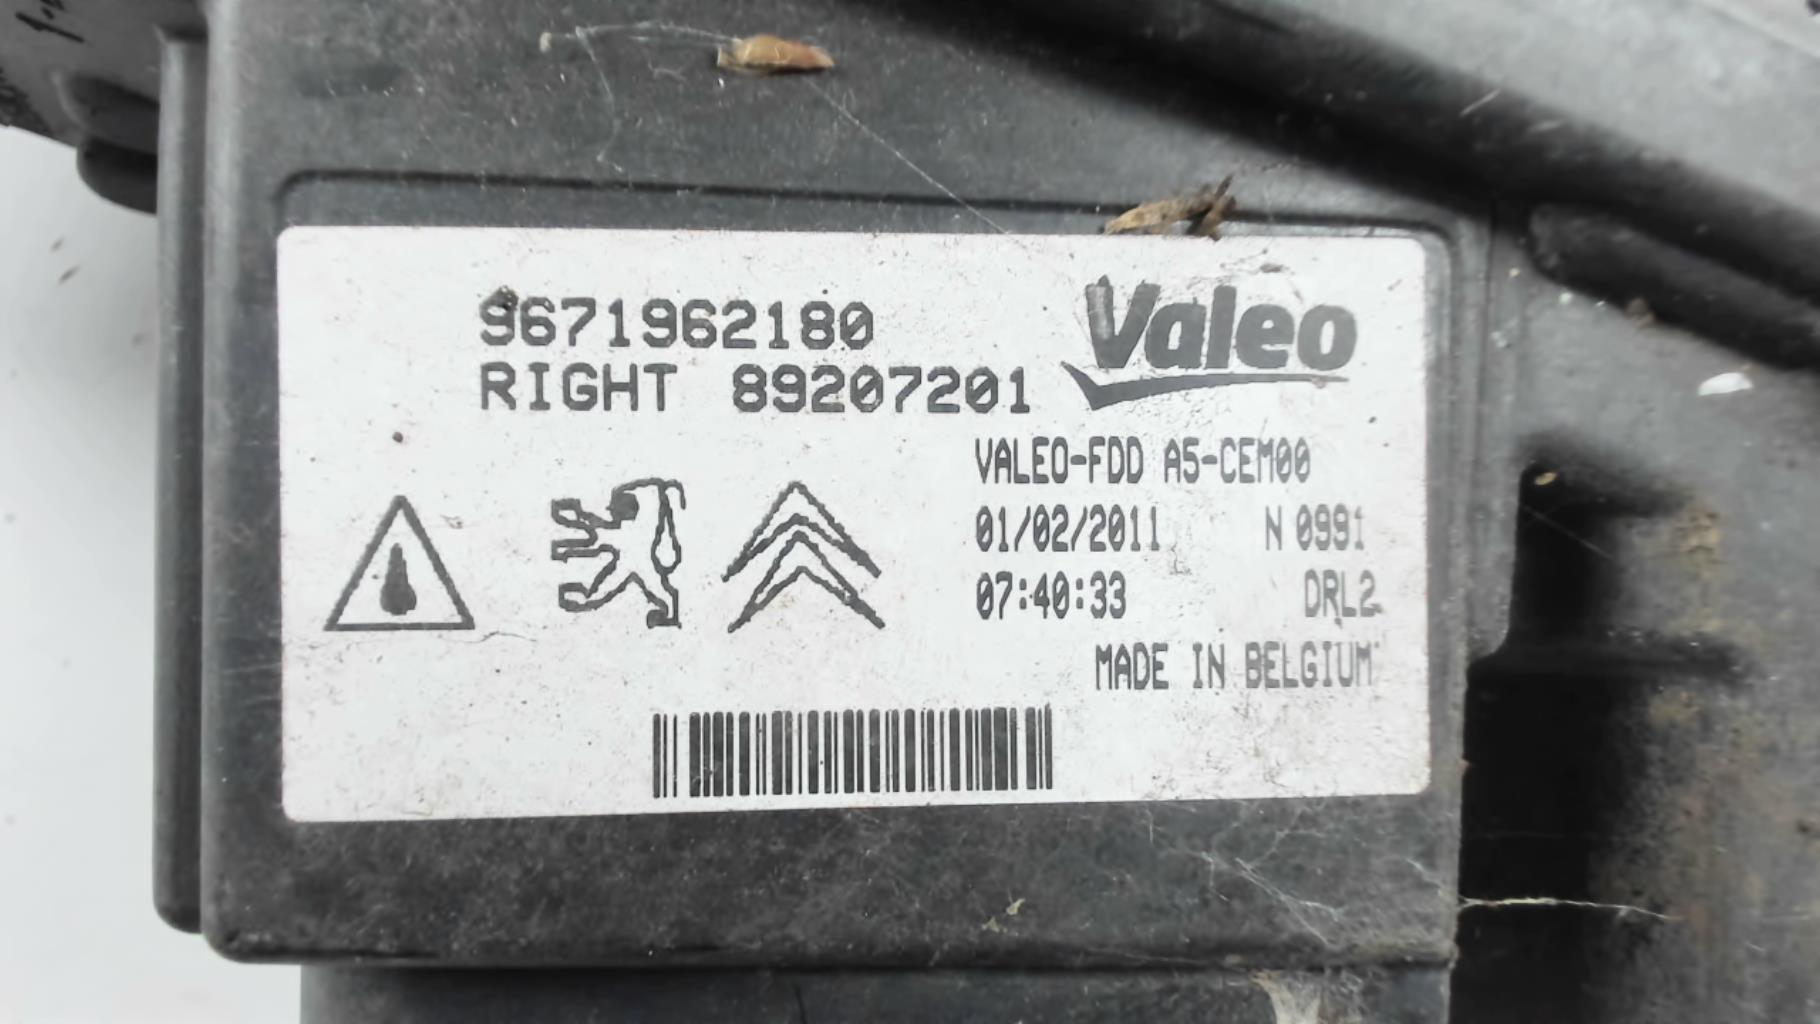 9671962180
RIGHT 89207201
Valeo
VALEO-FDD A5-CEM00
01/02/2011 N 0991
07:40:33 DRL2
MADE IN BELGIUM